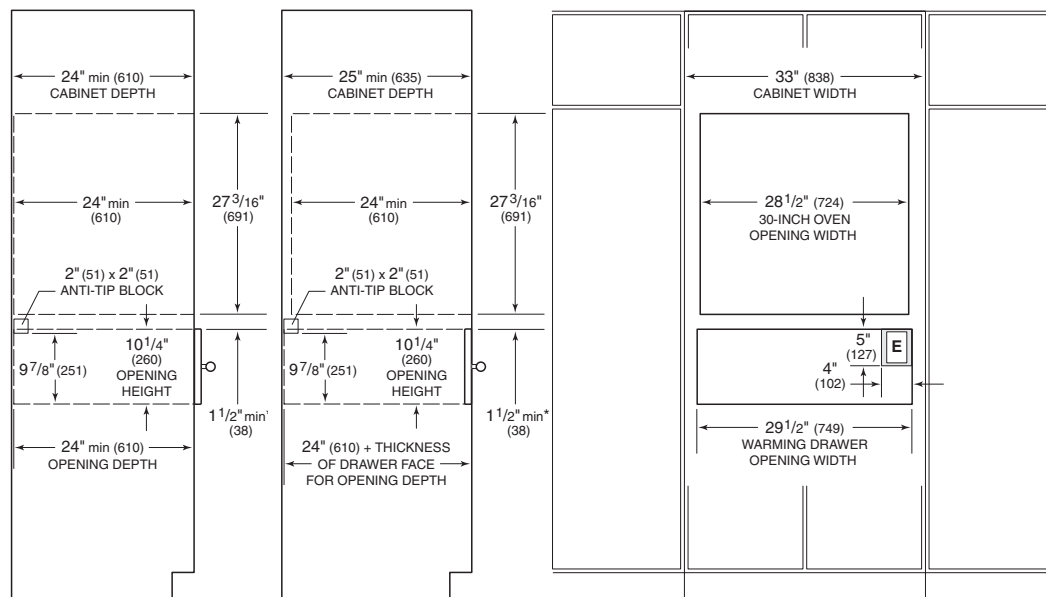 24" min (610)
CABINET DEPTH
24" min
(610)
27 3/16"
(691)
2" (51) x 2" (51)
ANTI-TIP BLOCK
10 1/4"
(260)
OPENING
HEIGHT
9 7/8" (251)
1 1/2" min*
(38)
24" min (610)
OPENING DEPTH
25" min (635)
CABINET DEPTH
24" min
(610)
27 3/16"
(691)
2" (51) x 2" (51)
ANTI-TIP BLOCK
10 1/4"
(260)
OPENING
HEIGHT
9 7/8" (251)
1 1/2" min*
(38)
24" (610) + THICKNESS
OF DRAWER FACE
FOR OPENING DEPTH
33" (838)
CABINET WIDTH
28 1/2" (724)
30-INCH OVEN
OPENING WIDTH
5"
(127)
E
4"
(102)
29 1/2" (749)
WARMING DRAWER
OPENING WIDTH